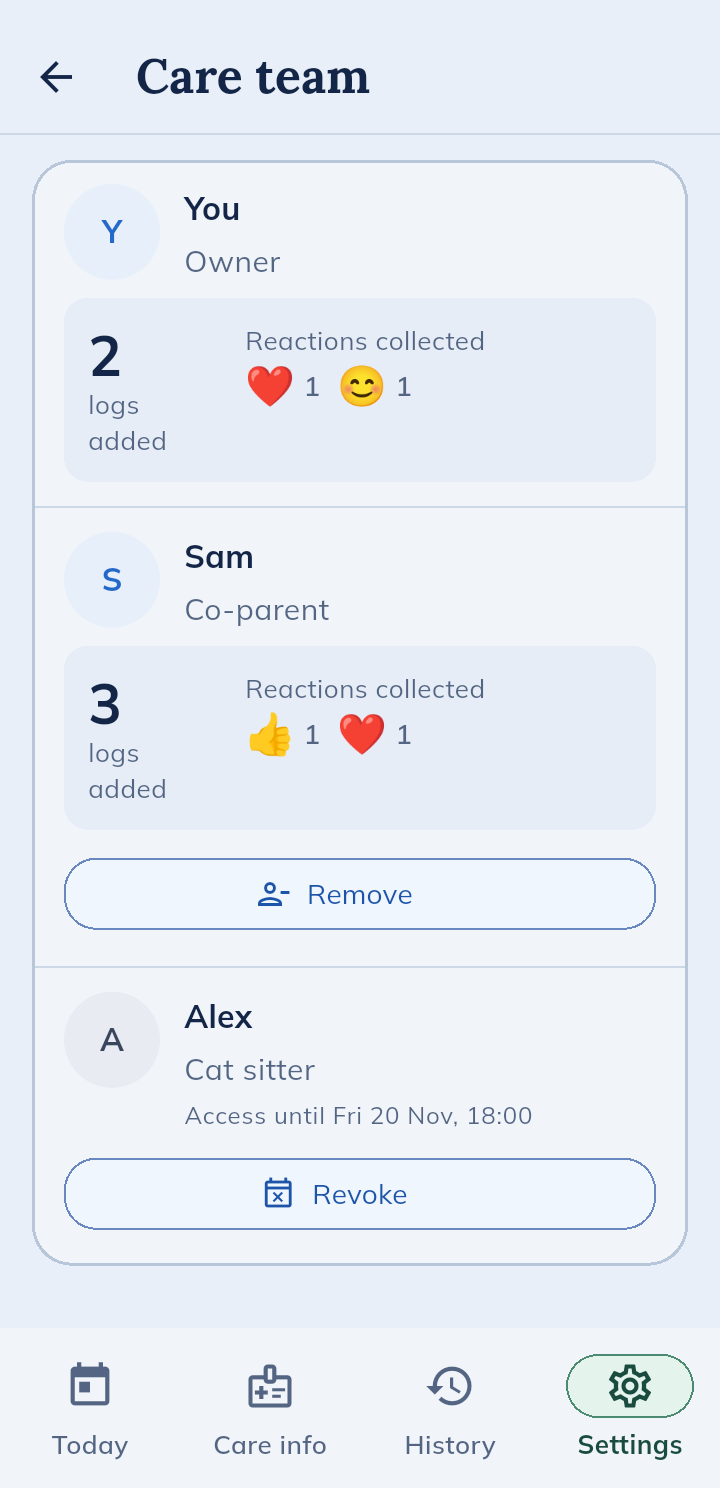 Care team
Y
You
Owner
2
logs
added
Reactions collected
❤️ 1 😊 1
S
Sam
Co-parent
3
logs
added
Reactions collected
👍 1 ❤️ 1
Remove
A
Alex
Cat sitter
Access until Fri 20 Nov, 18:00
Revoke
Today
Care info
History
Settings